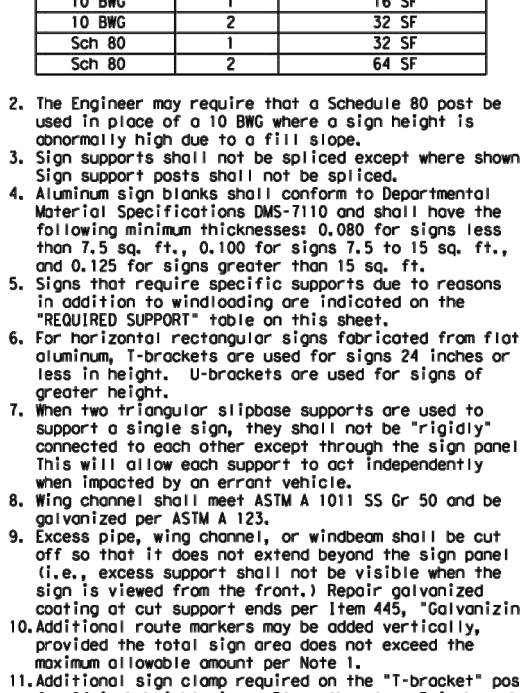 10 BWG 1 16 SF
10 BWG 2 32 SF
Sch 80 1 32 SF
Sch 80 2 64 SF
2. The Engineer may require that a Schedule 80 post be
used in place of a 10 BWG where a sign height is
abnormally high due to a fill slope.
3. Sign supports shall not be spliced except where shown
Sign support posts shall not be spliced.
4. Aluminum sign blanks shall conform to Departmental
Material Specifications DMS-7110 and shall have the
following minimum thicknesses: 0.080 for signs less
than 7.5 sq. ft., 0.100 for signs 7.5 to 15 sq. ft.,
and 0.125 for signs greater than 15 sq. ft.
5. Signs that require specific supports due to reasons
in addition to windloading are indicated on the
"REQUIRED SUPPORT" table on this sheet.
6. For horizontal rectangular signs fabricated from flat
aluminum, T-brackets are used for signs 24 inches or
less in height. U-brackets are used for signs of
greater height.
7. When two triangular slipbase supports are used to
support a single sign, they shall not be "rigidly"
connected to each other except through the sign panel
This will allow each support to act independently
when impacted by an errant vehicle.
8. Wing channel shall meet ASTM A 1011 SS Gr 50 and be
galvanized per ASTM A 123.
9. Excess pipe, wing channel, or windbeam shall be cut
off so that it does not extend beyond the sign panel
(i.e., excess support shall not be visible when the
sign is viewed from the front.) Repair galvanized
coating at cut support ends per Item 445, "Galvanizin
10. Additional route markers may be added vertically,
provided the total sign area does not exceed the
maximum allowable amount per Note 1.
11. Additional sign clamp required on the "T-bracket" pos